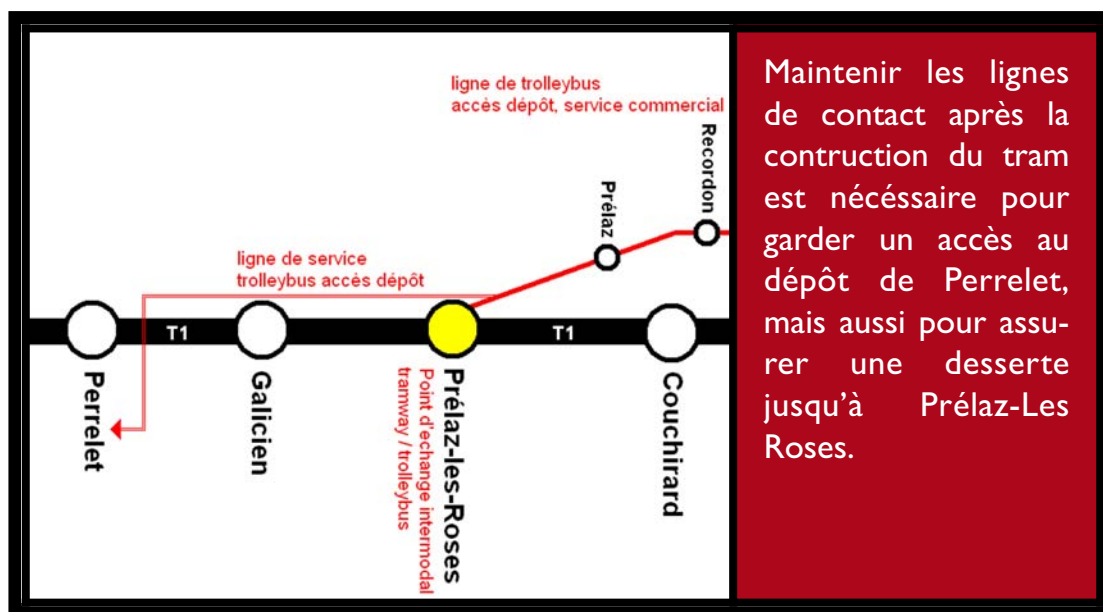 ligne de trolleybus
accès dépôt, service commercial
Recordon
Prélaz
ligne de service
trolleybus accès dépôt
T1
T1
Perrelet
Galicien
Prélaz-les-Roses
Point d'echange intermodal
tramway / trolleybus
Couchirard
Maintenir les lignes
de contact après la
contruction du tram
est nécéssaire pour
garder un accès au
dépôt de Perrelet,
mais aussi pour assu-
rer une desserte
jusqu'à Prélaz-Les
Roses.